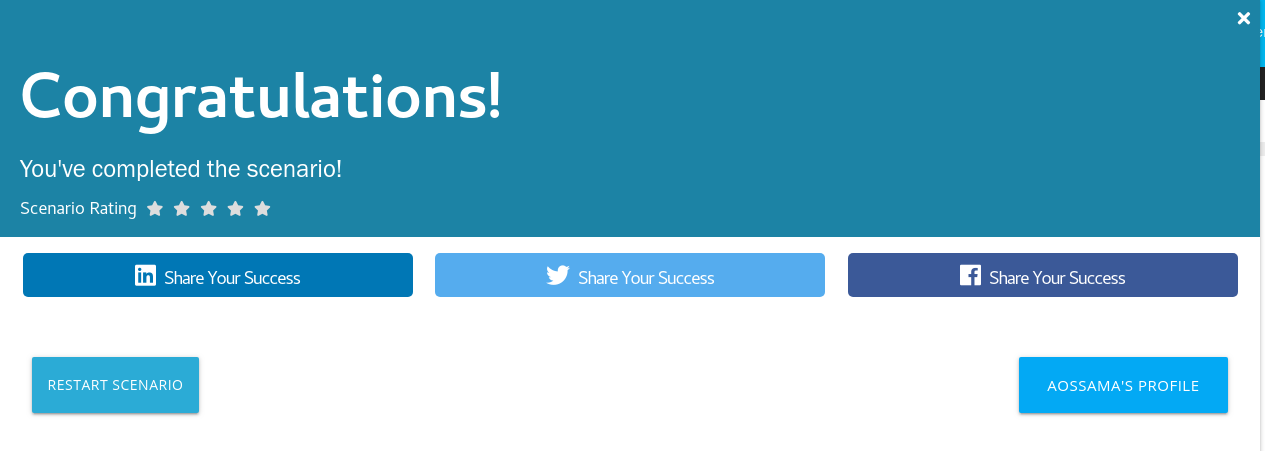 Congratulations!
You've completed the scenario!
Scenario Rating
Share Your Success
Share Your Success
Share Your Success
RESTART SCENARIO
AOSSAMA'S PROFILE